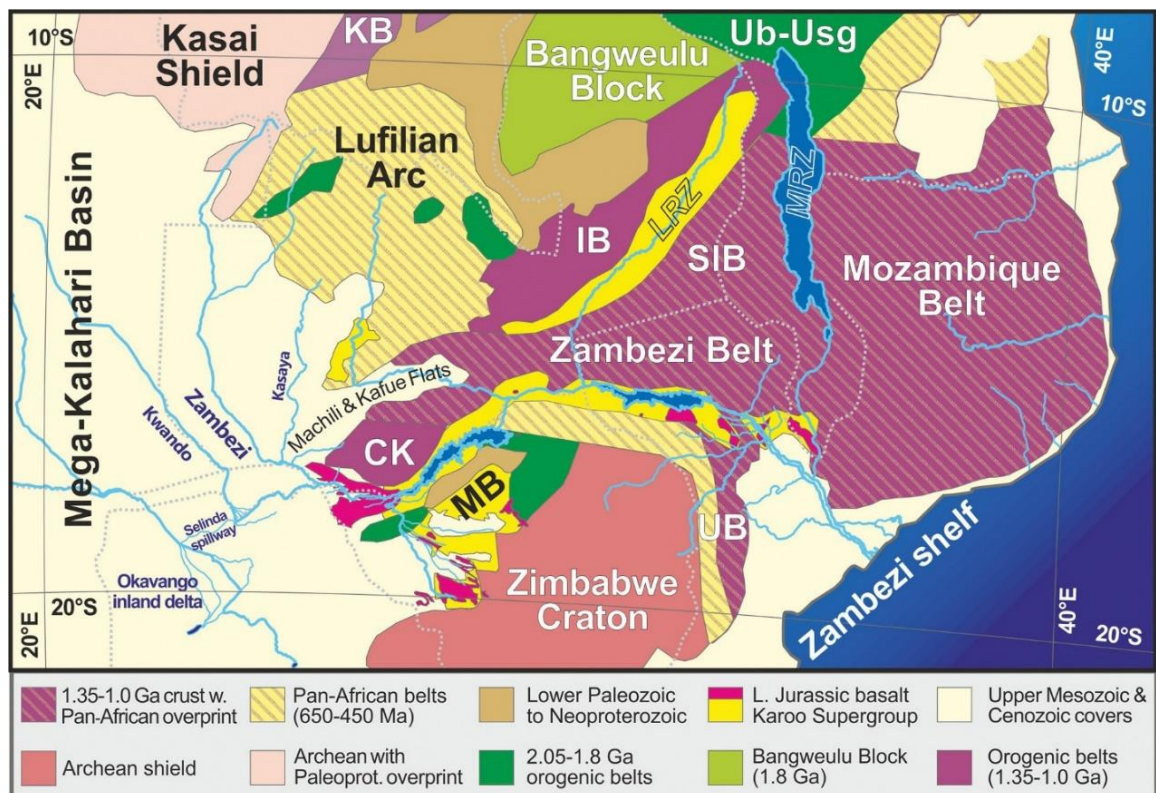 10°S
20°E
Kasai
Shield
KB
Bangweulu
Block
Ub-Usg
40°E
10°S
Lufilian
Arc
Mega-Kalahari Basin
LRZ
MRZ
IB
SIB
Mozambique
Belt
Zambezi Belt
Kasaya
Zambezi
Kwando
Machili & Kafue Flats
CK
MB
UB
Selinda
spillway
Okavango
inland delta
Zimbabwe
Craton
Zambezi shelf
20°S
20°E
40°E
20°S
1.35-1.0 Ga crust w.
Pan-African overprint
Pan-African belts
(650-450 Ma)
Lower Paleozoic
to Neoproterozoic
L. Jurassic basalt
Karoo Supergroup
Upper Mesozoic &
Cenozoic covers
Archean shield
Archean with
Paleoprot. overprint
2.05-1.8 Ga
orogenic belts
Bangweulu Block
(1.8 Ga)
Orogenic belts
(1.35-1.0 Ga)